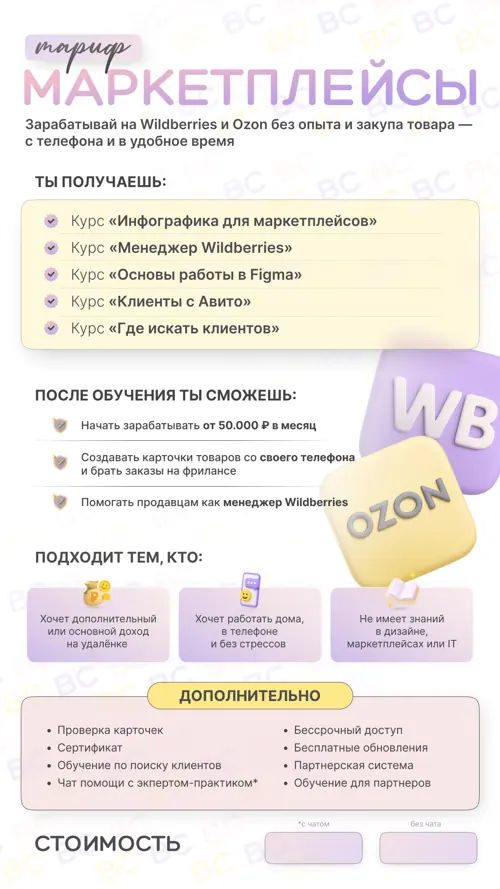 тариф
МАРКЕТПЛЕЙСЫ
Зарабатывай на Wildberries и Ozon без опыта и закупа товара —
с телефона и в удобное время
ТЫ ПОЛУЧАЕШЬ:
Курс «Инфографика для маркетплейсов»
Курс «Менеджер Wildberries»
Курс «Основы работы в Figma»
Курс «Клиенты с Авито»
Курс «Где искать клиентов»
WB
OZON
ПОСЛЕ ОБУЧЕНИЯ ТЫ СМОЖЕШЬ:
Начать зарабатывать от 50.000 ₽ в месяц
Создавать карточки товаров со своего телефона
и брать заказы на фрилансе
Помогать продавцам как менеджер Wildberries
ПОДХОДИТ ТЕМ, КТО:
Хочет дополнительный
или основной доход
на удалёнке
Хочет работать дома,
в телефоне
и без стрессов
Не имеет знаний
в дизайне,
маркетплейсах или IT
ДОПОЛНИТЕЛЬНО
• Проверка карточек
• Сертификат
• Обучение по поиску клиентов
• Чат помощи с экпертом-практиком*
• Бессрочный доступ
• Бесплатные обновления
• Партнерская система
• Обучение для партнеров
СТОИМОСТЬ
*с чатом
без чата